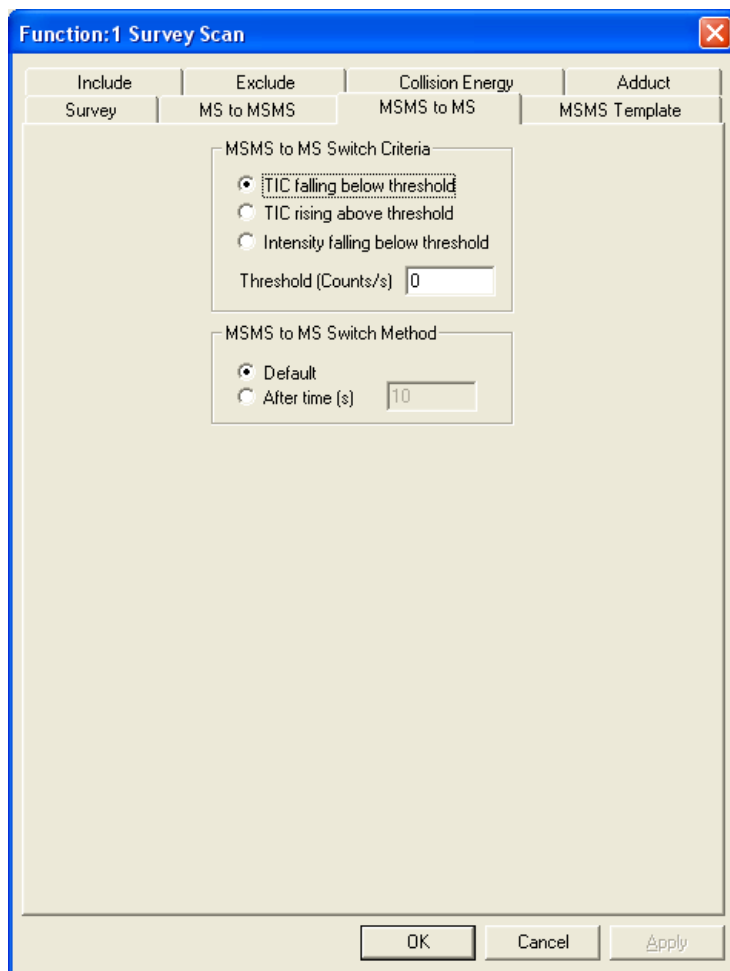 Function:1 Survey Scan
Include Exclude Collision Energy Adduct
Survey MS to MSMS MSMS to MS MSMS Template
MSMS to MS Switch Criteria
TIC falling below threshold
TIC rising above threshold
Intensity falling below threshold
Threshold (Counts/s) 0
MSMS to MS Switch Method
Default
After time (s) 10
OK Cancel Apply